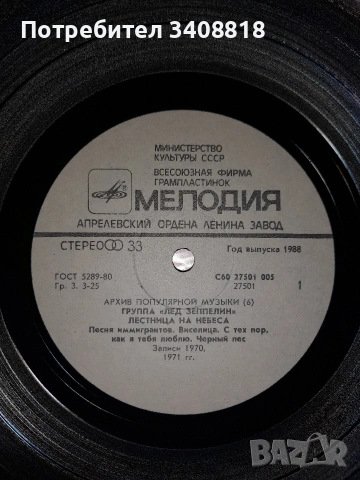 Потребител 3408818
МИНИСТЕРСТВО
КУЛЬТУРЫ СССР
ВСЕСОЮЗНАЯ ФИРМА
ГРАМПЛАСТИНОК
МЕЛОДИЯ
АПРЕЛЕВСКИЙ ОРДЕНА ЛЕНИНА ЗАВОД
СТЕРЕО 33
Год выпуска 1988
ГОСТ 5289-80
Гр. 3. 3-25
С60 27501 005
27501
1
АРХИВ ПОПУЛЯРНОЙ МУЗЫКИ (6)
ГРУППА «ЛЕД ЗЕППЕЛИН»
ЛЕСТНИЦА НА НЕБЕСА
Песня иммигрантов. Виселица. С тех пор,
как я тебя люблю. Черный пес
Записи 1970,
1971 гг.
BAZAR